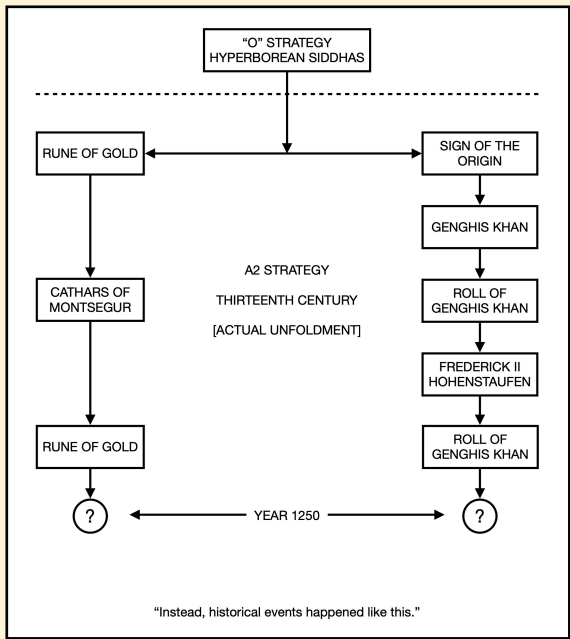 “O” STRATEGY
HYPERBOREAN SIDDHAS
RUNE OF GOLD
SIGN OF THE
ORIGIN
GENGHIS KHAN
A2 STRATEGY
THIRTEENTH CENTURY
[ACTUAL UNFOLDMENT]
CATHARS OF
MONTSEGUR
ROLL OF
GENGHIS KHAN
FREDERICK II
HOHENSTAUFEN
RUNE OF GOLD
ROLL OF
GENGHIS KHAN
?
YEAR 1250
?
“Instead, historical events happened like this.”